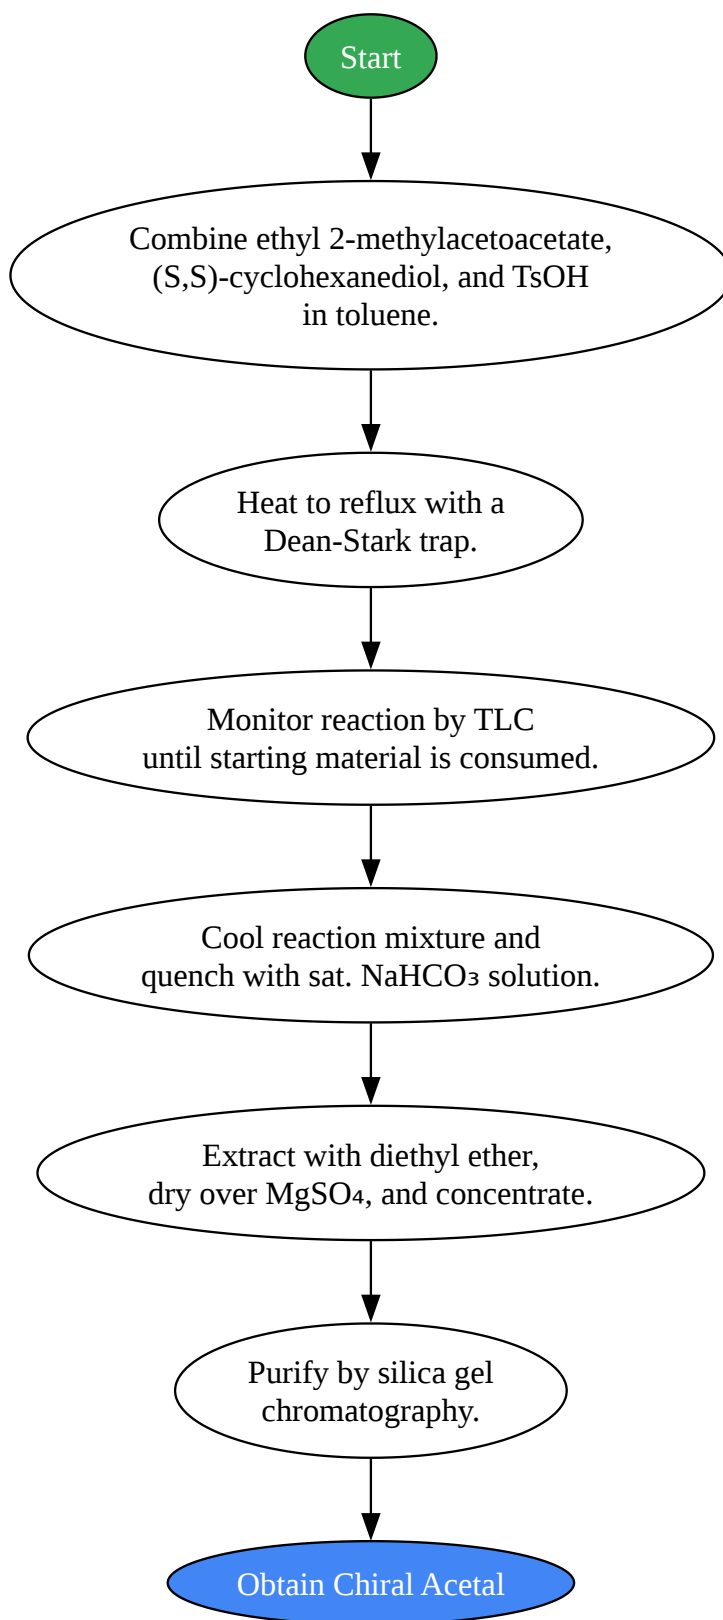 Start
Combine ethyl 2-methylacetoacetate,
(S,S)-cyclohexanediol, and TsOH
in toluene.
Heat to reflux with a
Dean-Stark trap.
Monitor reaction by TLC
until starting material is consumed.
Cool reaction mixture and
quench with sat. NaHCO₃ solution.
Extract with diethyl ether,
dry over MgSO₄, and concentrate.
Purify by silica gel
chromatography.
Obtain Chiral Acetal